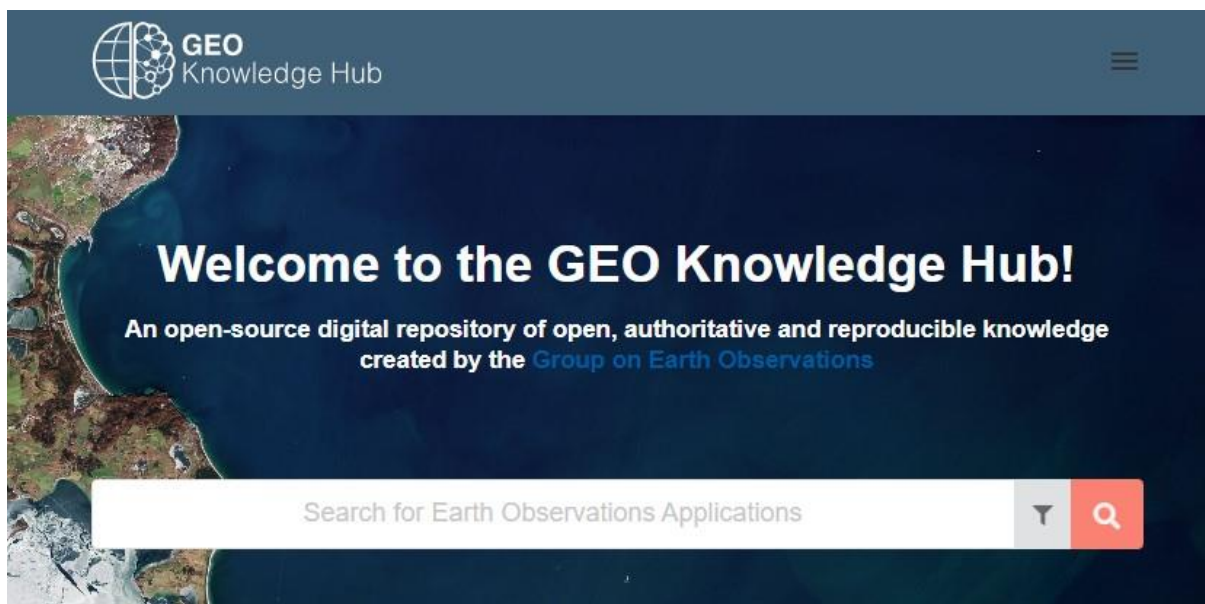 GEO
Knowledge Hub
Welcome to the GEO Knowledge Hub!
An open-source digital repository of open, authoritative and reproducible knowledge
created by the Group on Earth Observations
Search for Earth Observations Applications